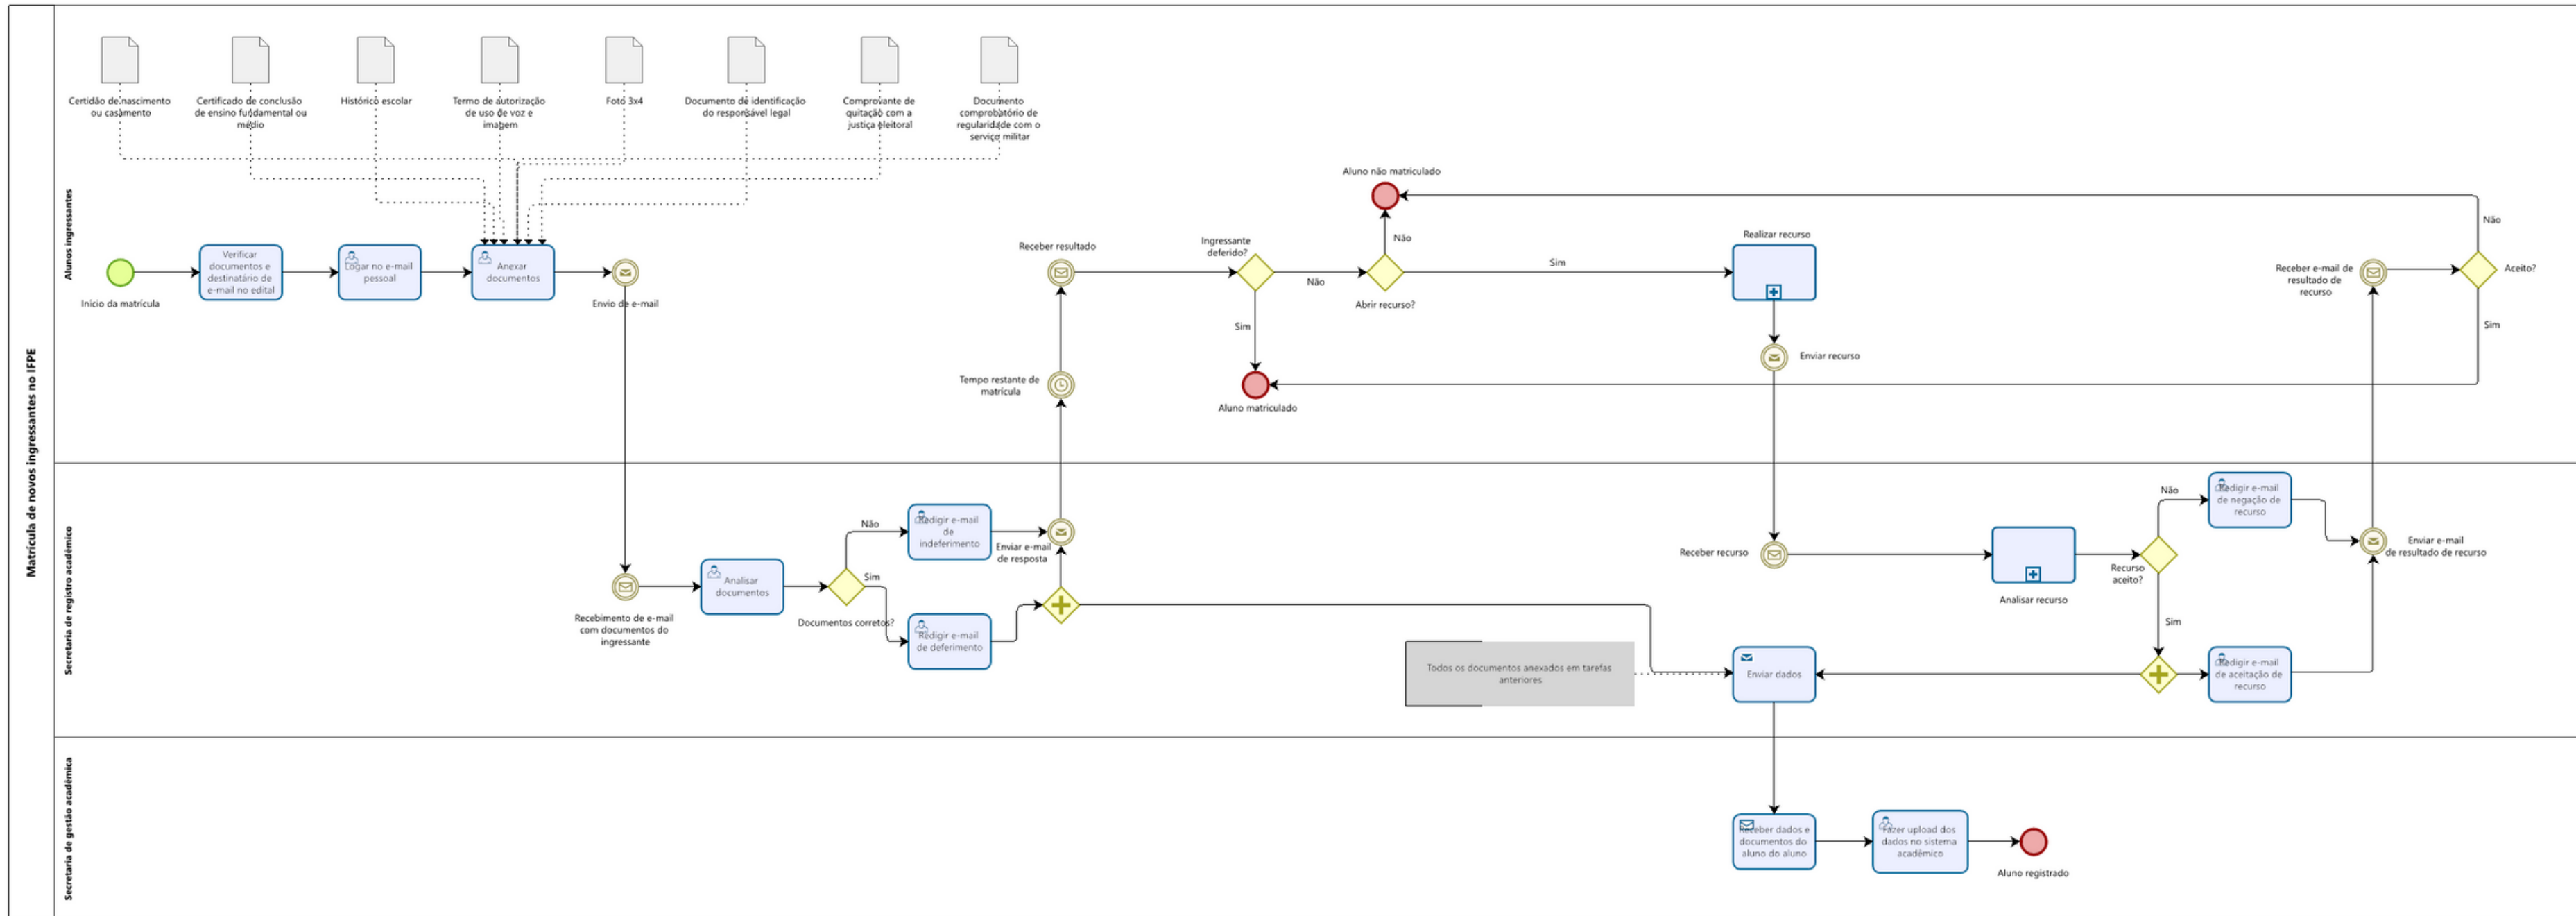 Matrícula de novos ingressantes no IFPE
Alunos ingressantes
Certidão de nascimento
ou casamento
Certificado de conclusão
de ensino fundamental ou
médio
Histórico escolar
Termo de autorização
de uso de voz e
imagem
Foto 3x4
Documento de identificação
do responsável legal
Comprovante de
quitação com a
justiça eleitoral
Documento
comprobatório de
regularidade com o
serviço militar
Início da matrícula
Verificar
documentos e
destinatário de
e-mail no edital
Logar no e-mail
pessoal
Anexar
documentos
Envio de e-mail
Receber resultado
Tempo restante de
matrícula
Ingressante
deferido?
Não
Sim
Aluno matriculado
Aluno não matriculado
Não
Abrir recurso?
Sim
Realizar recurso
Enviar recurso
Receber e-mail de
resultado de
recurso
Não
Aceito?
Sim
Secretaria de registro acadêmico
Recebimento de e-mail
com documentos do
ingressante
Analisar
documentos
Documentos corretos?
Não
Sim
Redigir e-mail
de
indeferimento
Redigir e-mail
de deferimento
Enviar e-mail
de resposta
Todos os documentos anexados em tarefas
anteriores
Enviar dados
Receber recurso
Analisar recurso
Recurso
aceito?
Não
Sim
Redigir e-mail
de negação de
recurso
Redigir e-mail
de aceitação de
recurso
Enviar e-mail
de resultado de recurso
Secretaria de gestão acadêmica
Receber dados e
documentos do
aluno do aluno
Fazer upload dos
dados no sistema
acadêmico
Aluno registrado